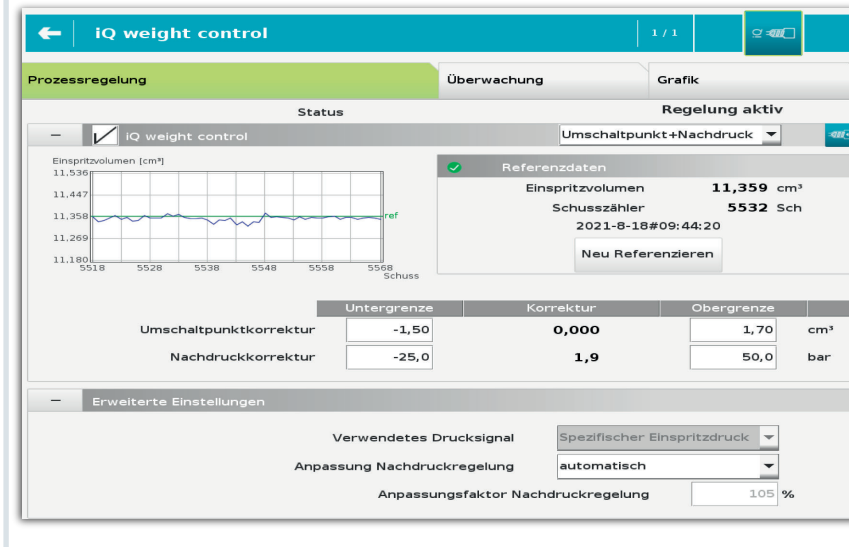 iQ weight control
1 / 1
Prozessregelung
Überwachung
Grafik
Status
Regelung aktiv
iQ weight control
Umschaltpunkt+Nachdruck
Einspritzvolumen [cm³]
11.536
11.447
11.358
11.269
11.180
ref
5518 5528 5538 5548 5558 5568
Schuss
Referenzdaten
Einspritzvolumen 11,359 cm³
Schusszähler 5532 Sch
2021-8-18#09:44:20
Neu Referenzieren
Untergrenze Korrektur Obergrenze
Umschaltpunktkorrektur -1,50 0,000 1,70 cm³
Nachdruckkorrektur -25,0 1,9 50,0 bar
Erweiterte Einstellungen
Verwendetes Drucksignal Spezifischer Einspritzdruck
Anpassung Nachdruckregelung automatisch
Anpassungsfaktor Nachdruckregelung 105 %